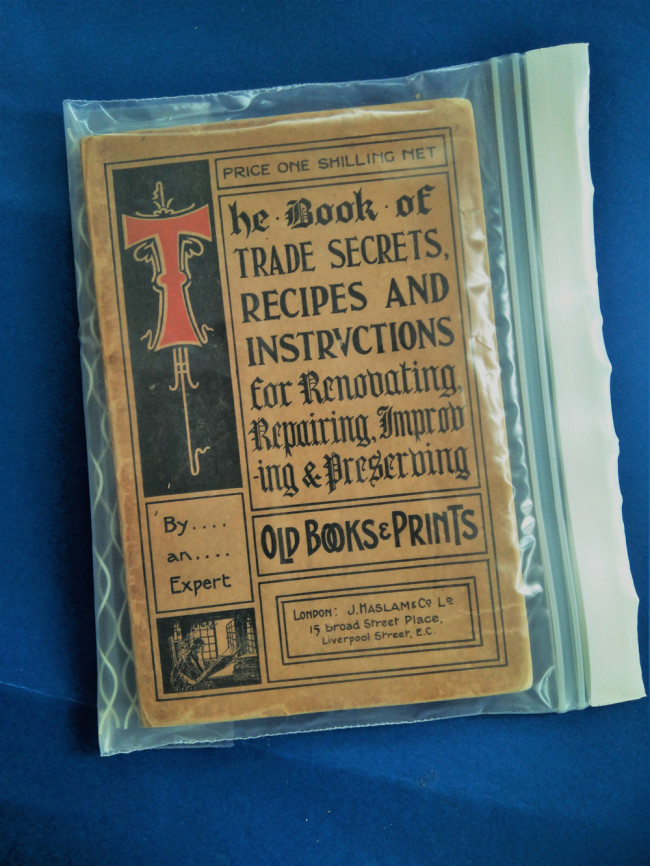 PRICE ONE SHILLING NET
The · Book · of
TRADE SECRETS,
RECIPES AND
INSTRVCTIONS
for Renovating,
Repairing, Improv
-ing & Preserving
OLD BOOKS & PRINTS
By....
an....
Expert
LONDON: J. HASLAM & Co LD
15 Broad Street Place,
Liverpool Street, E.C.